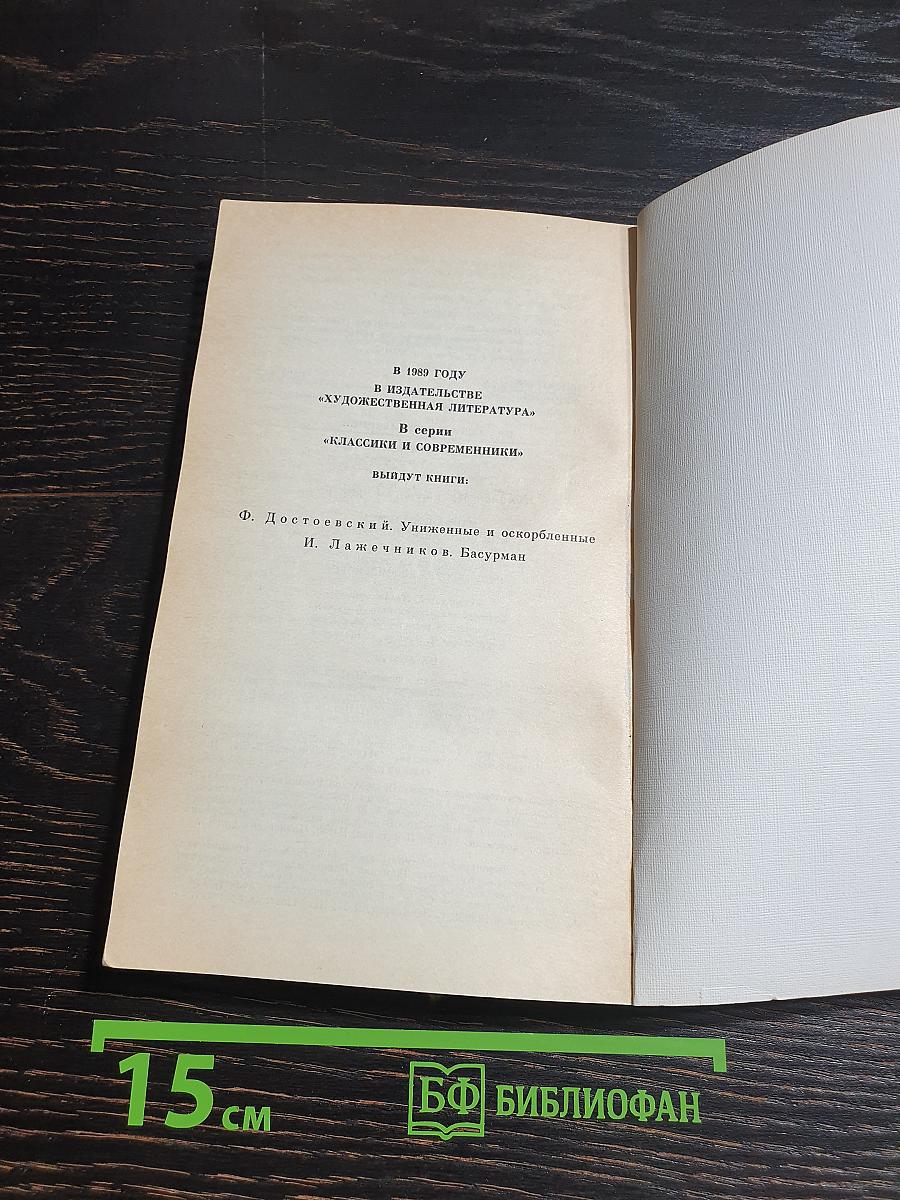 В 1989 ГОДУ
В ИЗДАТЕЛЬСТВЕ
«ХУДОЖЕСТВЕННАЯ ЛИТЕРАТУРА»
В серии
«КЛАССИКИ И СОВРЕМЕННИКИ»
ВЫЙДУТ КНИГИ:
Ф. Достоевский. Униженные и оскорбленные
И. Лажечников. Басурман
15 см
БФ БИБЛИОФАН